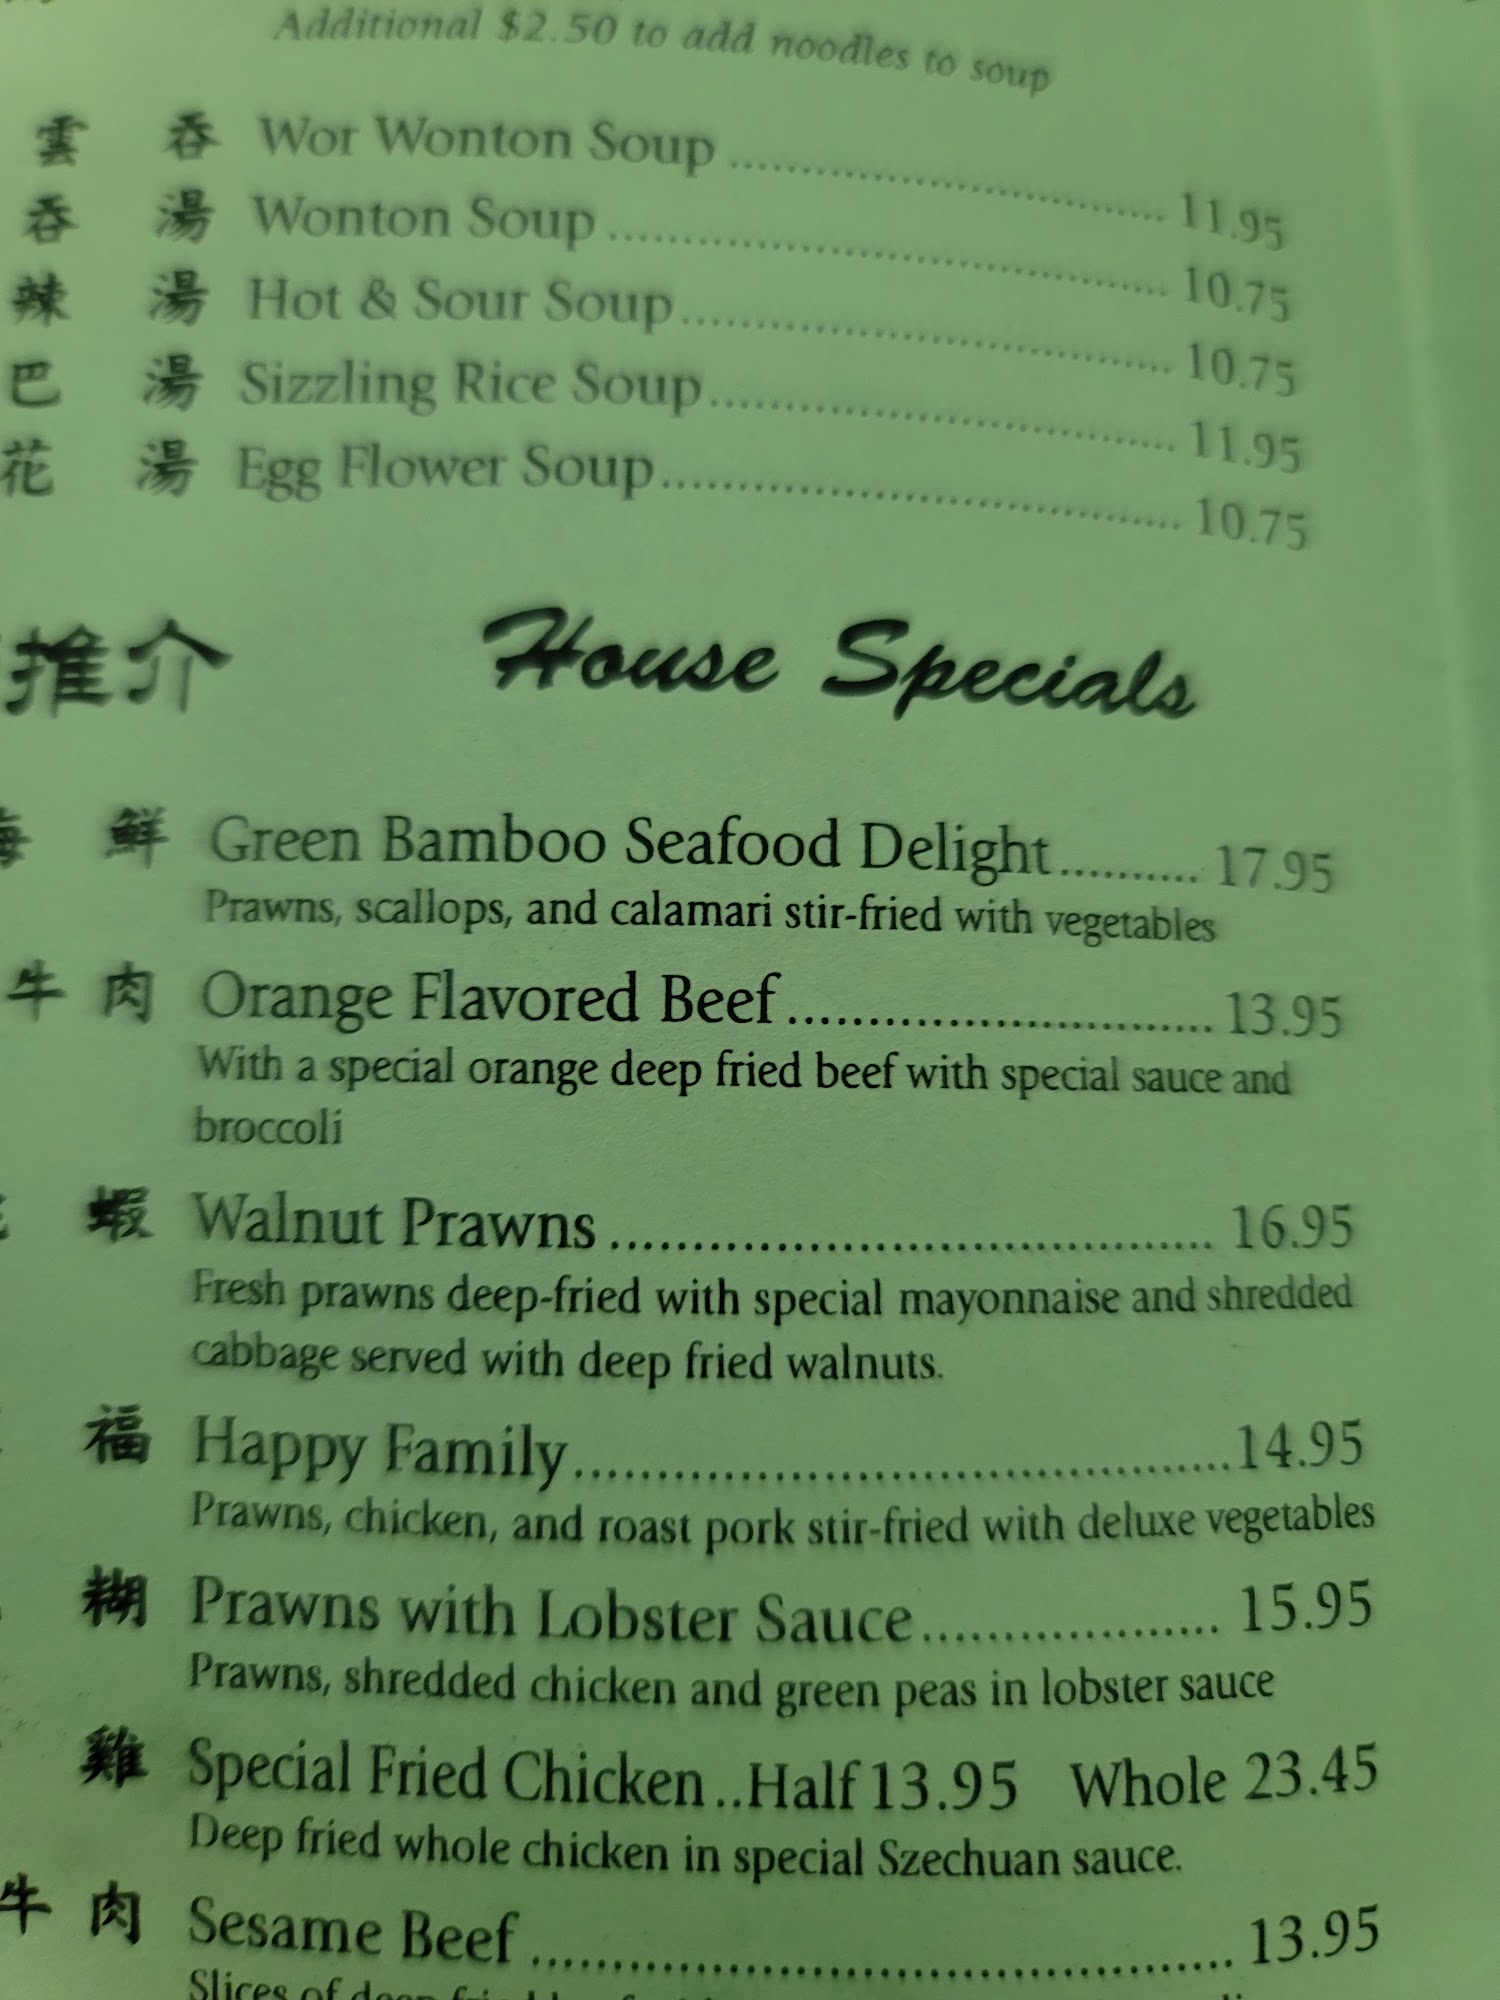 Additional $2.50 to add noodles to soup
雲 吞 Wor Wonton Soup 11.95
吞 湯 Wonton Soup 10.75
辣 湯 Hot & Sour Soup 10.75
巴 湯 Sizzling Rice Soup 11.95
花 湯 Egg Flower Soup 10.75
推介 House Specials
海 鮮 Green Bamboo Seafood Delight 17.95
Prawns, scallops, and calamari stir-fried with vegetables
牛 肉 Orange Flavored Beef 13.95
With a special orange deep fried beef with special sauce and
broccoli
蝦 Walnut Prawns 16.95
Fresh prawns deep-fried with special mayonnaise and shredded
cabbage served with deep fried walnuts.
福 Happy Family 14.95
Prawns, chicken, and roast pork stir-fried with deluxe vegetables
糊 Prawns with Lobster Sauce 15.95
Prawns, shredded chicken and green peas in lobster sauce
雞 Special Fried Chicken..Half 13.95 Whole 23.45
Deep fried whole chicken in special Szechuan sauce.
牛 肉 Sesame Beef 13.95
Slices of deep fried